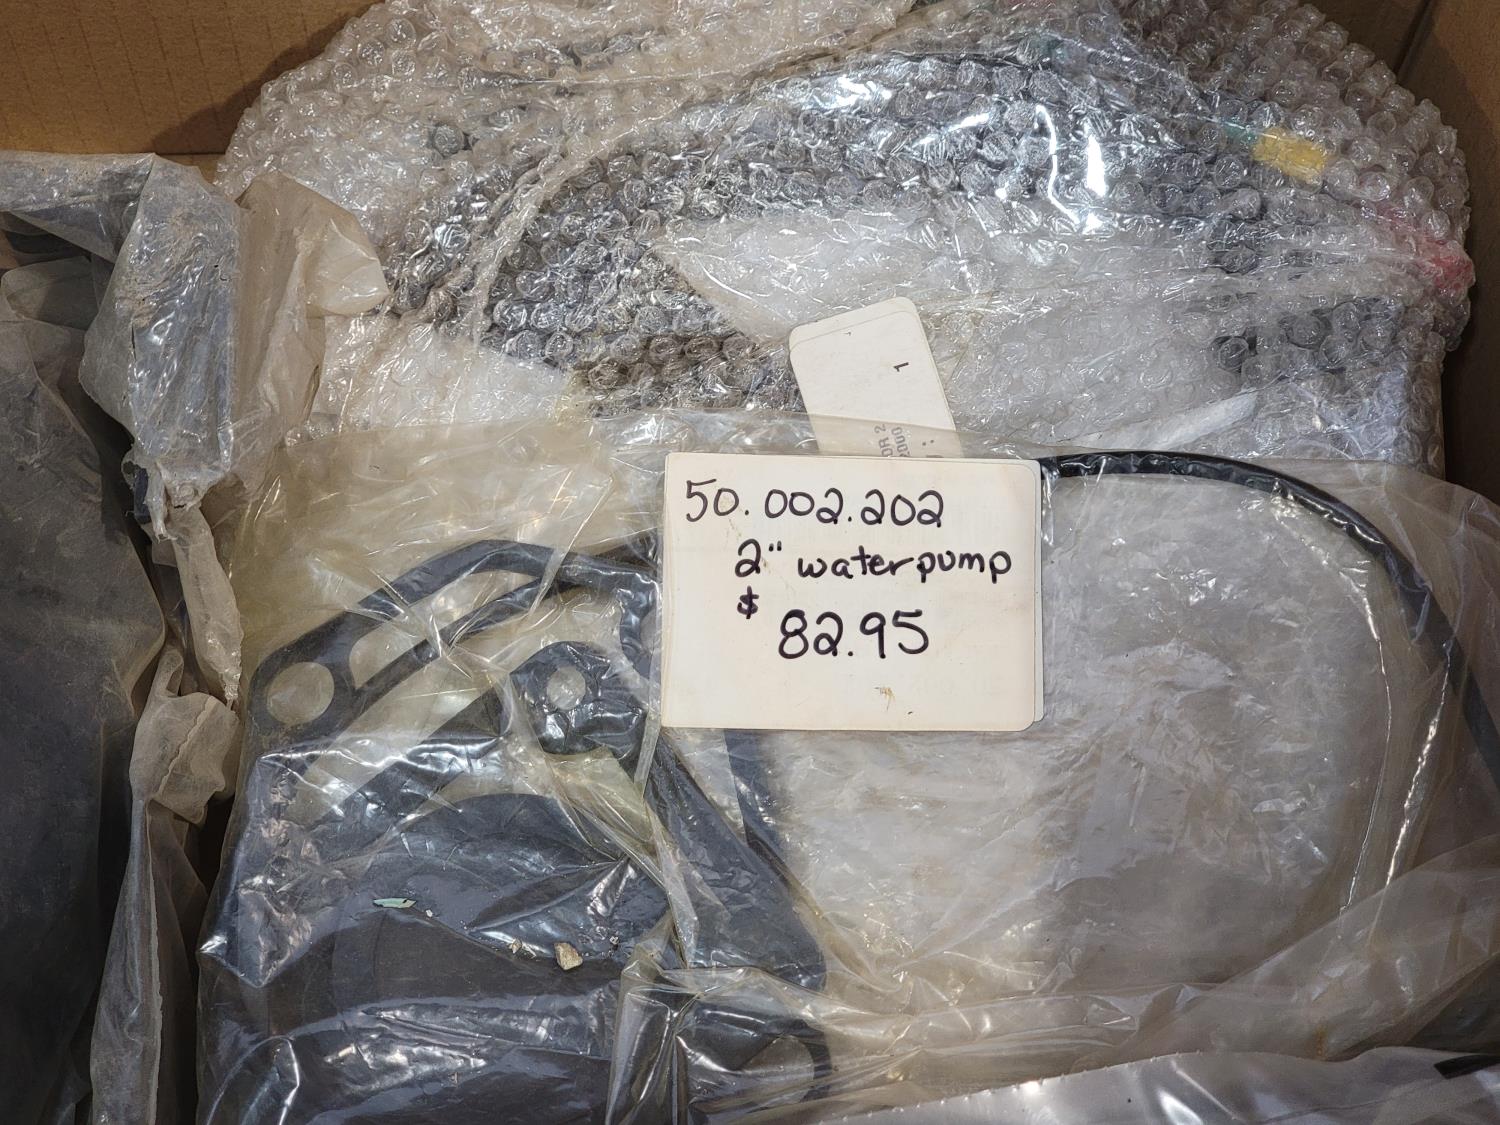 1
50.002.202
2" waterpump
$ 82.95